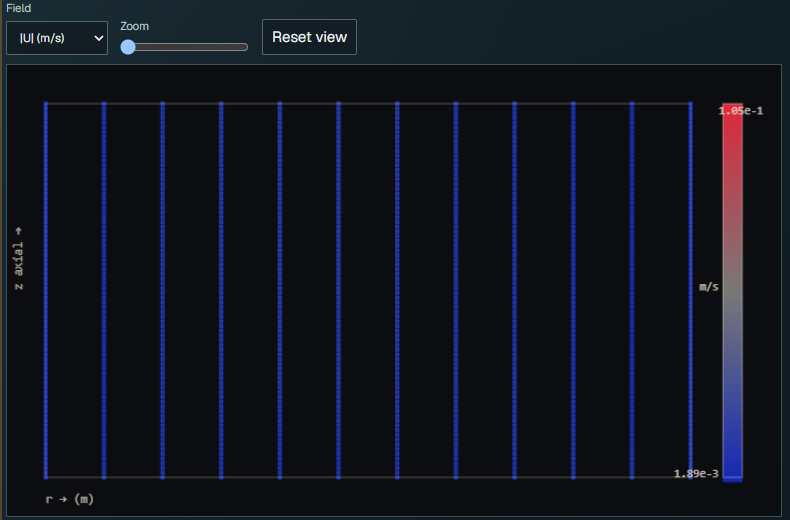 Field
|U| (m/s)
Zoom
Reset view
1.05e-1
z axial →
m/s
1.89e-3
r → (m)